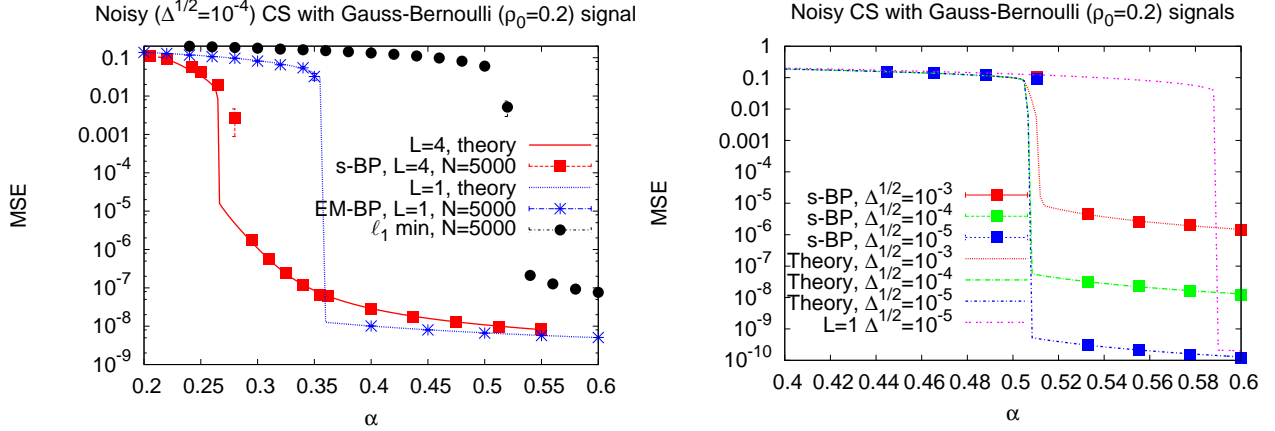 Noisy (Δ^1/2=10^-4) CS with Gauss-Bernoulli (ρ0=0.2) signal
MSE
0.1
0.01
0.001
10^-4
10^-5
10^-6
10^-7
10^-8
10^-9
L=4, theory
s-BP, L=4, N=5000
L=1, theory
EM-BP, L=1, N=5000
ℓ1 min, N=5000
0.2 0.25 0.3 0.35 0.4 0.45 0.5 0.55 0.6
α
Noisy CS with Gauss-Bernoulli (ρ0=0.2) signals
MSE
1
0.1
0.01
0.001
10^-4
10^-5
10^-6
10^-7
10^-8
10^-9
10^-10
s-BP, Δ^1/2=10^-3
s-BP, Δ^1/2=10^-4
s-BP, Δ^1/2=10^-5
Theory, Δ^1/2=10^-3
Theory, Δ^1/2=10^-4
Theory, Δ^1/2=10^-5
L=1 Δ^1/2=10^-5
0.4 0.42 0.44 0.46 0.48 0.5 0.52 0.54 0.56 0.58 0.6
α